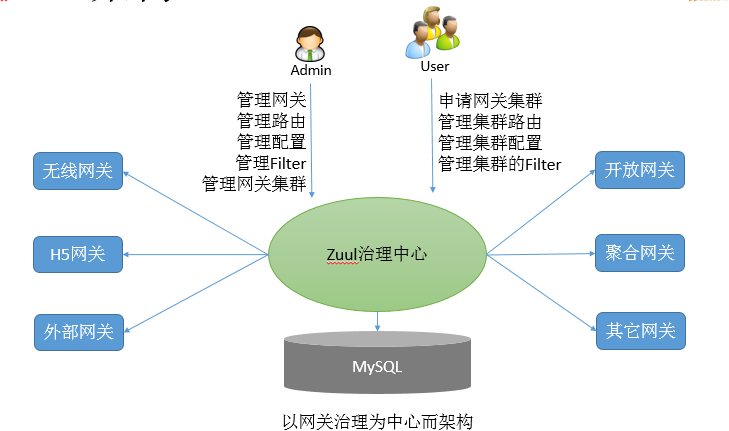 Admin
User
管理网关
管理路由
管理配置
管理Filter
管理网关集群
申请网关集群
管理集群路由
管理集群配置
管理集群的Filter
无线网关
H5网关
外部网关
Zuul治理中心
开放网关
聚合网关
其它网关
MySQL
以网关治理为中心而架构